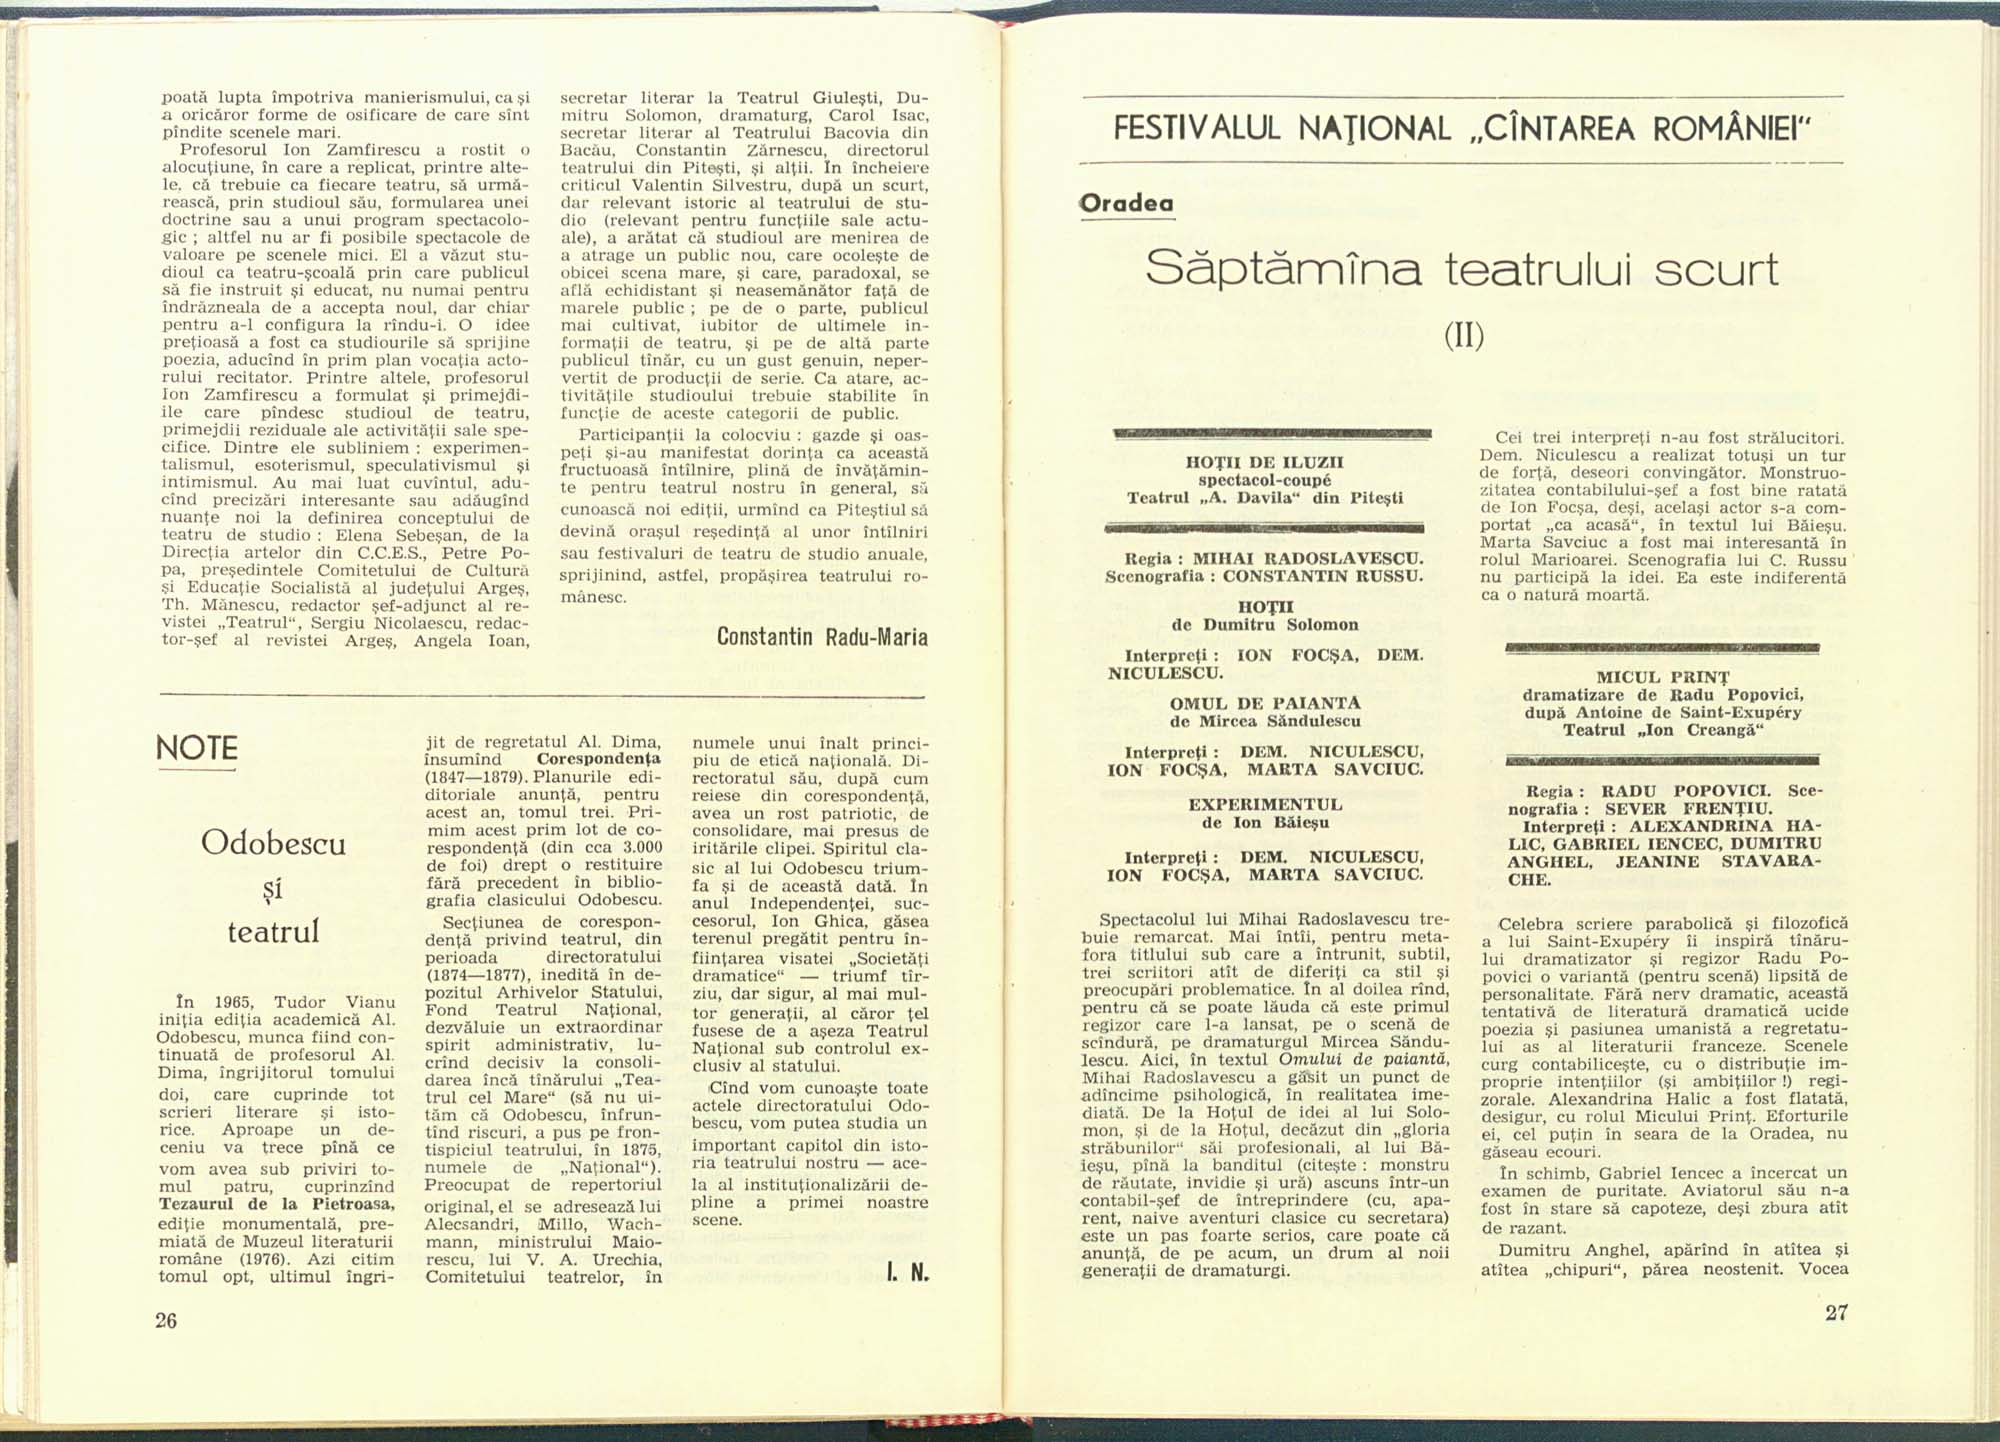 poată lupta împotriva manierismului, ca și
a oricăror forme de osificare de care sînt
pîndite scenele mari.
Profesorul Ion Zamfirescu a rostit o
alocuțiune, în care a replicat, printre alte-
le, că trebuie ca fiecare teatru, să urmă-
rească, prin studioul său, formularea unei
doctrine sau a unui program spectacolo-
gic ; altfel nu ar fi posibile spectacole de
valoare pe scenele mici. El a văzut stu-
dioul ca teatru-școală prin care publicul
să fie instruit și educat, nu numai pentru
îndrăzneala de a accepta noul, dar chiar
pentru a-l configura la rîndu-i. O idee
prețioasă a fost ca studiourile să sprijine
poezia, aducînd în prim plan vocația acto-
rului recitator. Printre altele, profesorul
Ion Zamfirescu a formulat și primejdi-
ile care pîndesc studioul de teatru,
primejdii reziduale ale activității sale spe-
cifice. Dintre ele subliniem : experimen-
talismul, esoterismul, speculativismul și
intimismul. Au mai luat cuvîntul, adu-
cînd precizări interesante sau adăugînd
nuanțe noi la definirea conceptului de
teatru de studio : Elena Sebeșan, de la
Direcția artelor din C.C.E.S., Petre Po-
pa, președintele Comitetului de Cultură
și Educație Socialistă al județului Argeș,
Th. Mănescu, redactor șef-adjunct al re-
vistei „Teatrul“, Sergiu Nicolaescu, redac-
tor-șef al revistei Argeș, Angela Ioan,
secretar literar la Teatrul Giulești, Du-
mitru Solomon, dramaturg, Carol Isac,
secretar literar al Teatrului Bacovia din
Bacău, Constantin Zărnescu, directorul
teatrului din Pitești, și alții. In încheiere
criticul Valentin Silvestru, după un scurt,
dar relevant istoric al teatrului de stu-
dio (relevant pentru funcțiile sale actu-
ale), a arătat că studioul are menirea de
a atrage un public nou, care ocolește de
obicei scena mare, și care, paradoxal, se
află echidistant și neasemănător față de
marele public ; pe de o parte, publicul
mai cultivat, iubitor de ultimele in-
formații de teatru, și pe de altă parte
publicul tînăr, cu un gust genuin, neper-
vertit de producții de serie. Ca atare, ac-
tivitățile studioului trebuie stabilite în
funcție de aceste categorii de public.
Participanții la colocviu : gazde și oas-
peți și-au manifestat dorința ca această
fructuoasă întîlnire, plină de învățămin-
te pentru teatrul nostru în general, să
cunoască noi ediții, urmînd ca Piteștiul să
devină orașul reședință al unor întîlniri
sau festivaluri de teatru de studio anuale,
sprijinind, astfel, propășirea teatrului ro-
mânesc.
Constantin Radu-Maria
NOTE
Odobescu
și
teatrul
În 1965, Tudor Vianu
iniția ediția academică Al.
Odobescu, munca fiind con-
tinuată de profesorul Al.
Dima, îngrijitorul tomului
doi, care cuprinde tot
scrieri literare și isto-
rice. Aproape un de-
ceniu va trece pînă ce
vom avea sub priviri to-
mul patru, cuprinzînd
Tezaurul de la Pietroasa,
ediție monumentală, pre-
miată de Muzeul literaturii
române (1976). Azi citim
tomul opt, ultimul îngri-
jit de regretatul Al. Dima,
însumînd Corespondența
(1847—1879). Planurile edi-
ditoriale anunță, pentru
acest an, tomul trei. Pri-
mim acest prim lot de co-
respondență (din cca 3.000
de foi) drept o restituire
fără precedent în biblio-
grafia clasicului Odobescu.
Secțiunea de corespon-
dență privind teatrul, din
perioada directoratului
(1874—1877), inedită în de-
pozitul Arhivelor Statului,
Fond Teatrul Național,
dezvăluie un extraordinar
spirit administrativ, lu-
crînd decisiv la consoli-
darea încă tînărului „Tea-
trul cel Mare“ (să nu ui-
tăm că Odobescu, înfrun-
tînd riscuri, a pus pe fron-
tispiciul teatrului, în 1875,
numele de „Național“).
Preocupat de repertoriul
original, el se adresează lui
Alecsandri, Millo, Wach-
mann, ministrului Maio-
rescu, lui V. A. Urechia,
Comitetului teatrelor, în
numele unui înalt princi-
piu de etică națională. Di-
rectoratul său, după cum
reiese din corespondență,
avea un rost patriotic, de
consolidare, mai presus de
iritările clipei. Spiritul cla-
sic al lui Odobescu trium-
fa și de această dată. În
anul Independenței, suc-
cesorul, Ion Ghica, găsea
terenul pregătit pentru în-
ființarea visatei „Societăți
dramatice“ — triumf tîr-
ziu, dar sigur, al mai mul-
tor generații, al căror țel
fusese de a așeza Teatrul
Național sub controlul ex-
clusiv al statului.
Cînd vom cunoaște toate
actele directoratului Odo-
bescu, vom putea studia un
important capitol din isto-
ria teatrului nostru — ace-
la al instituționalizării de-
pline a primei noastre
scene.
I. N.
26
FESTIVALUL NAȚIONAL „CÎNTAREA ROMÂNIEI“
Oradea
Săptămîna teatrului scurt
(II)
HOȚII DE ILUZII
spectacol-coupé
Teatrul „A. Davila“ din Pitești
Regia : MIHAI RADOSLAVESCU.
Scenografia : CONSTANTIN RUSSU.
HOȚII
de Dumitru Solomon
Interpreți : ION FOCȘA, DEM.
NICULESCU.
OMUL DE PAIANTĂ
de Mircea Săndulescu
Interpreți : DEM. NICULESCU,
ION FOCȘA, MARTA SAVCIUC.
EXPERIMENTUL
de Ion Băieșu
Interpreți : DEM. NICULESCU,
ION FOCȘA, MARTA SAVCIUC.
Spectacolul lui Mihai Radoslavescu tre-
buie remarcat. Mai întîi, pentru meta-
fora titlului sub care a întrunit, subtil,
trei scriitori atît de diferiți ca stil și
preocupări problematice. În al doilea rînd,
pentru că se poate lăuda că este primul
regizor care l-a lansat, pe o scenă de
scîndură, pe dramaturgul Mircea Săndu-
lescu. Aici, în textul Omului de paiantă,
Mihai Radoslavescu a găsit un punct de
adîncime psihologică, în realitatea ime-
diată. De la Hoțul de idei al lui Solo-
mon, și de la Hoțul, decăzut din „gloria
străbunilor“ săi profesionali, al lui Bă-
ieșu, pînă la banditul (citește : monstru
de răutate, invidie și ură) ascuns într-un
contabil-șef de întreprindere (cu, apa-
rent, naive aventuri clasice cu secretara)
este un pas foarte serios, care poate că
anunță, de pe acum, un drum al noii
generații de dramaturgi.
Cei trei interpreți n-au fost strălucitori.
Dem. Niculescu a realizat totuși un tur
de forță, deseori convingător. Monstruo-
zitatea contabilului-șef a fost bine ratată
de Ion Focșa, deși, același actor s-a com-
portat „ca acasă“, în textul lui Băieșu.
Marta Savciuc a fost mai interesantă în
rolul Marioarei. Scenografia lui C. Russu
nu participă la idei. Ea este indiferentă
ca o natură moartă.
MICUL PRINȚ
dramatizare de Radu Popovici,
după Antoine de Saint-Exupéry
Teatrul „Ion Creangă“
Regia : RADU POPOVICI. Sce-
nografia : SEVER FRENȚIU.
Interpreți : ALEXANDRINA HA-
LIC, GABRIEL IENCEC, DUMITRU
ANGHEL, JEANINE STAVARA-
CHE.
Celebra scriere parabolică și filozofică
a lui Saint-Exupéry îi inspiră tînăru-
lui dramatizator și regizor Radu Po-
povici o variantă (pentru scenă) lipsită de
personalitate. Fără nerv dramatic, această
tentativă de literatură dramatică ucide
poezia și pasiunea umanistă a regretatu-
lui as al literaturii franceze. Scenele
curg contabilicește, cu o distribuție im-
proprie intențiilor (și ambițiilor !) regi-
zorale. Alexandrina Halic a fost flatată,
desigur, cu rolul Micului Prinț. Eforturile
ei, cel puțin în seara de la Oradea, nu
găseau ecouri.
În schimb, Gabriel Iencec a încercat un
examen de puritate. Aviatorul său n-a
fost în stare să capoteze, deși zbura atît
de razant.
Dumitru Anghel, apărînd în atîtea și
atîtea „chipuri“, părea neostenit. Vocea
27